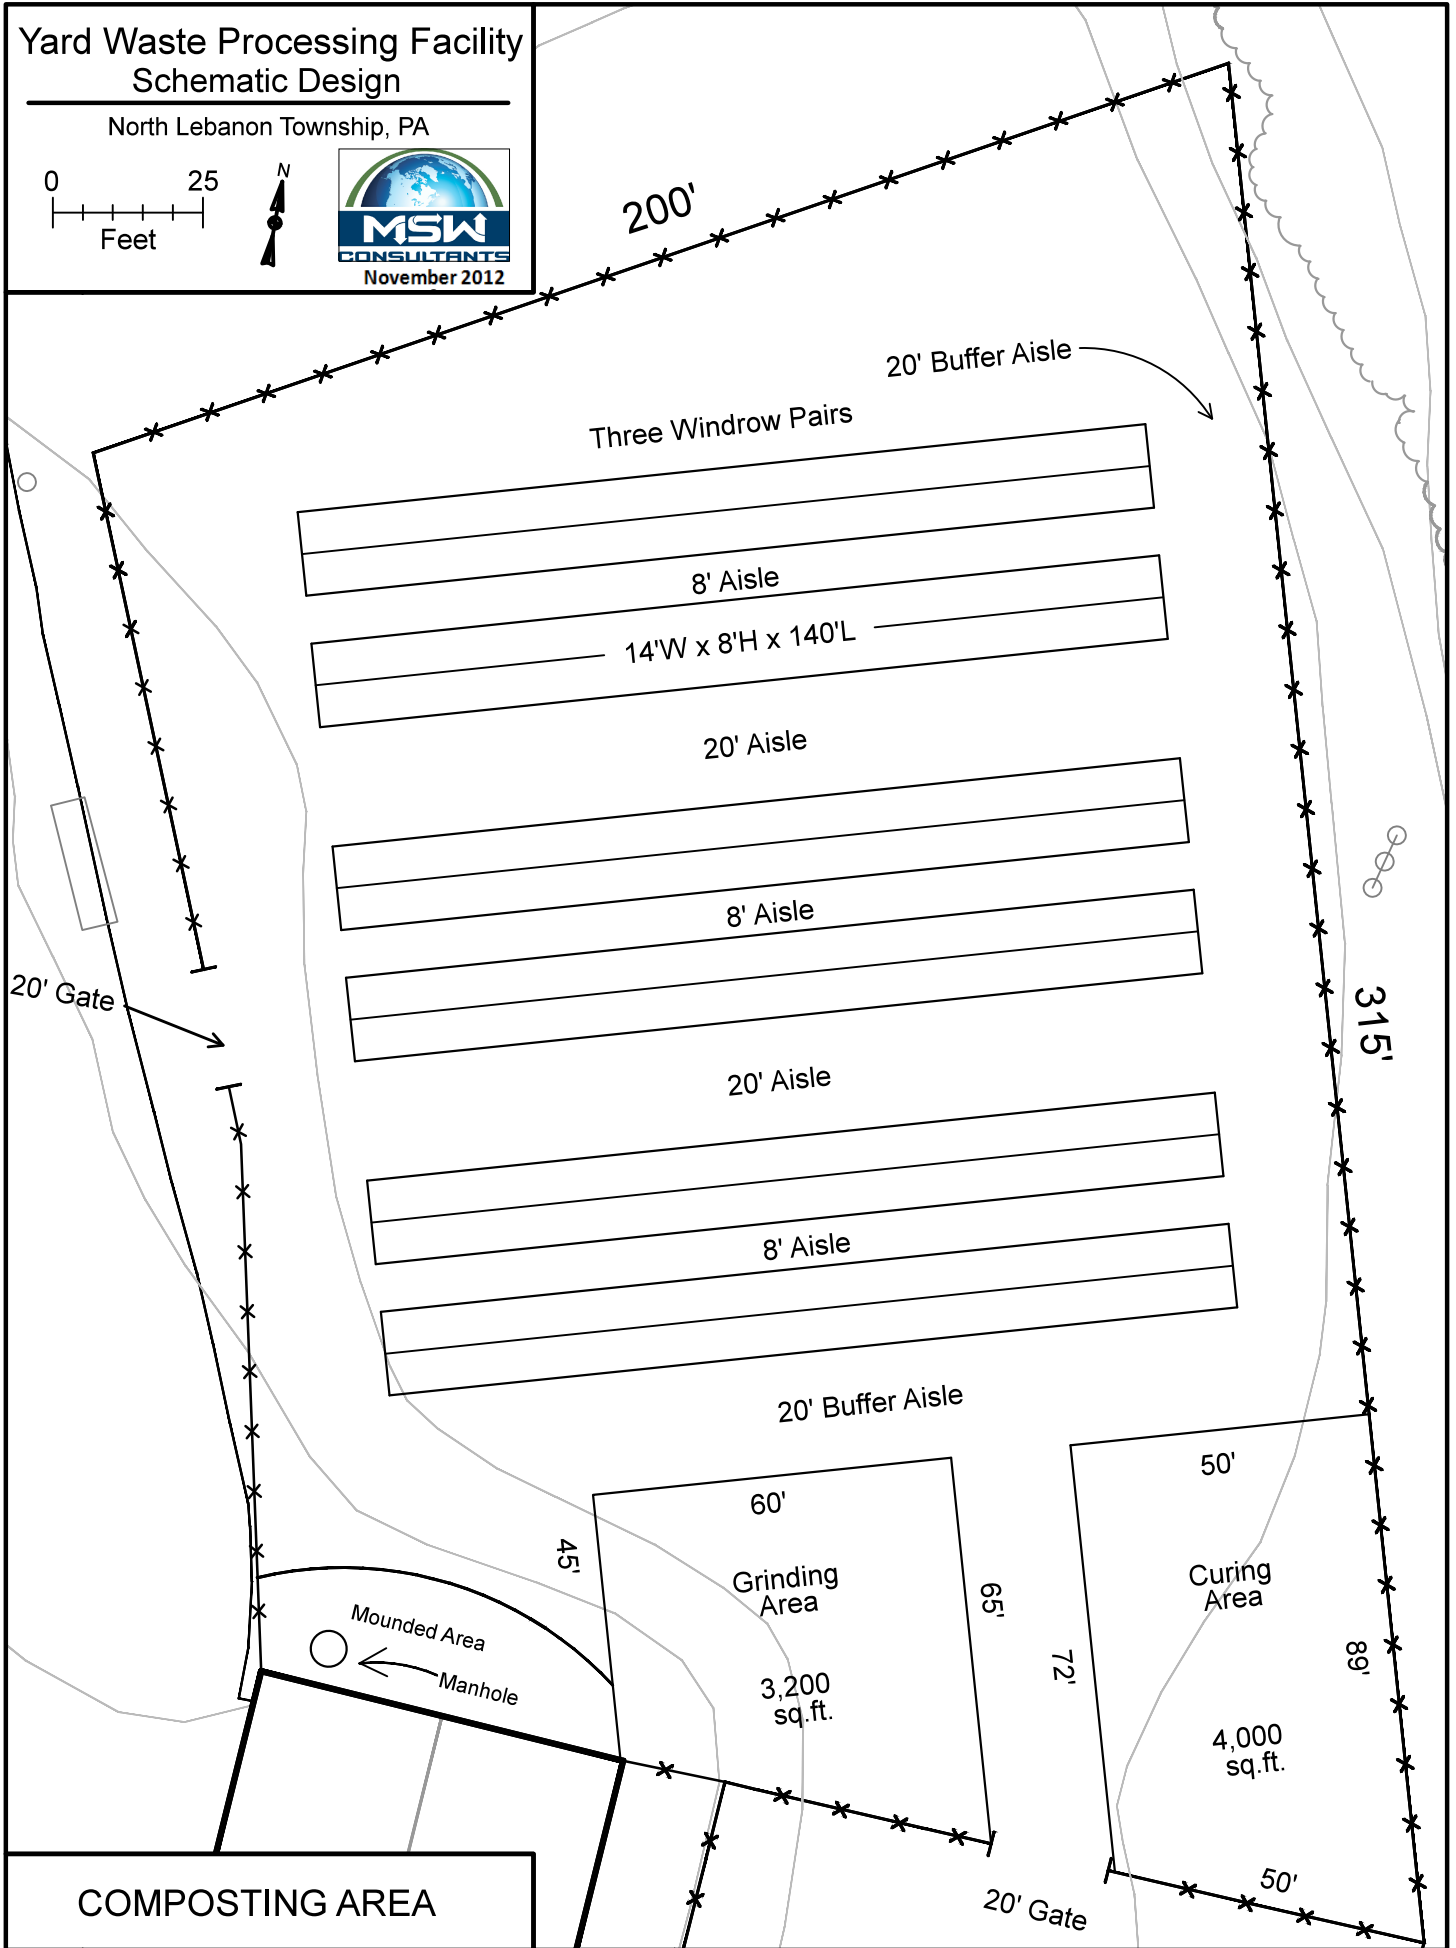 Yard Waste Processing Facility
Schematic Design
North Lebanon Township, PA
0 25
Feet
N
MSW
CONSULTANTS
November 2012
200'
20' Buffer Aisle
Three Windrow Pairs
8' Aisle
14'W x 8'H x 140'L
20' Aisle
8' Aisle
20' Gate
315'
20' Aisle
8' Aisle
20' Buffer Aisle
60'
50'
45'
Grinding
Area
65'
Curing
Area
Mounded Area
Manhole
72'
89'
3,200
sq.ft.
4,000
sq.ft.
50'
20' Gate
COMPOSTING AREA